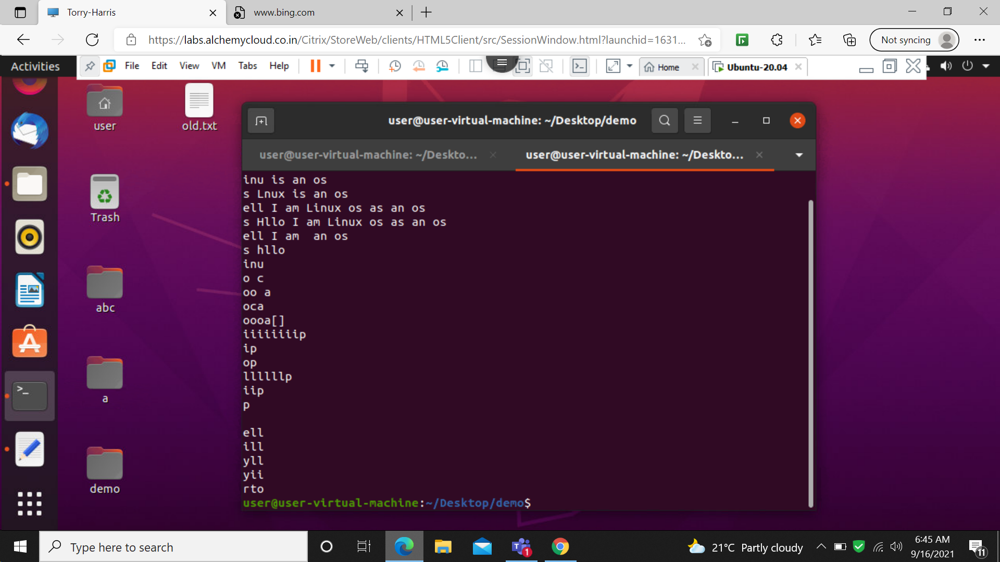 Torry-Harris
www.bing.com
https://labs.alchemycloud.co.in/Citrix/StoreWeb/clients/HTML5Client/src/SessionWindow.html?launchid=1631...
Not syncing
Activities
File Edit View VM Tabs Help
Home
Ubuntu-20.04
user
old.txt
Trash
abc
a
demo
user@user-virtual-machine: ~/Desktop/demo
user@user-virtual-machine: ~/Deskto...
user@user-virtual-machine: ~/Deskto...
inu is an os
s Lnux is an os
ell I am Linux os as an os
s Hllo I am Linux os as an os
ell I am  an os
s hllo
inu
o c
oo a
oca
oooa[]
iiiiiiiip
ip
op
llllllp
iip
p
ell
ill
yll
yii
rto
user@user-virtual-machine:~/Desktop/demo$
Type here to search
1
21°C Partly cloudy
6:45 AM
9/16/2021
11